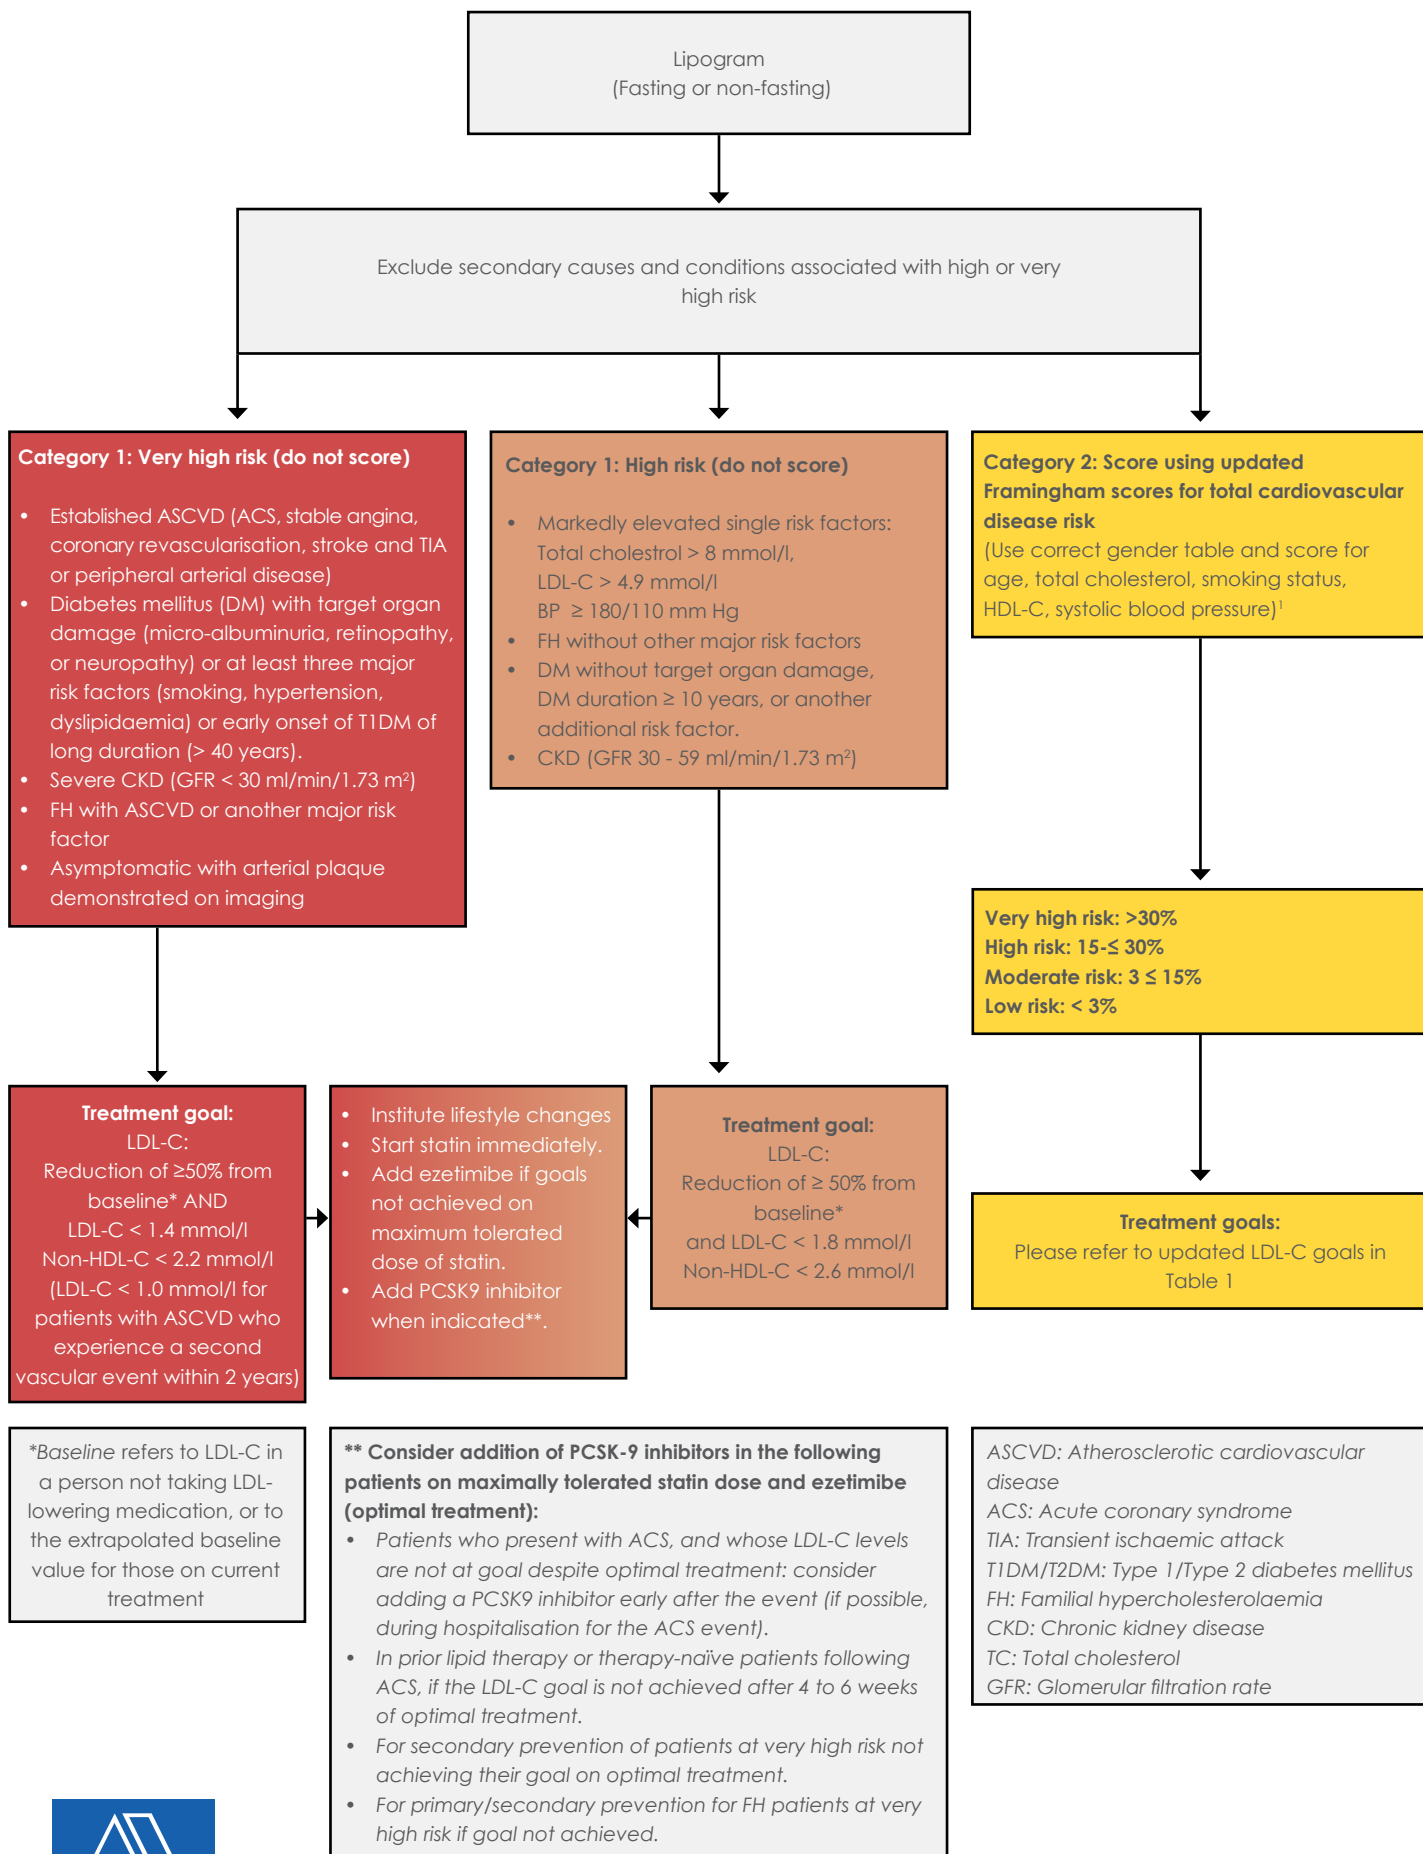 Lipogram
(Fasting or non-fasting)
Exclude secondary causes and conditions associated with high or very
high risk
Category 1: Very high risk (do not score)
• Established ASCVD (ACS, stable angina,
coronary revascularisation, stroke and TIA
or peripheral arterial disease)
• Diabetes mellitus (DM) with target organ
damage (micro-albuminuria, retinopathy,
or neuropathy) or at least three major
risk factors (smoking, hypertension,
dyslipidaemia) or early onset of T1DM of
long duration (> 40 years).
• Severe CKD (GFR < 30 ml/min/1.73 m²)
• FH with ASCVD or another major risk
factor
• Asymptomatic with arterial plaque
demonstrated on imaging
Category 1: High risk (do not score)
• Markedly elevated single risk factors:
Total cholestrol > 8 mmol/l,
LDL-C > 4.9 mmol/l
BP ≥ 180/110 mm Hg
• FH without other major risk factors
• DM without target organ damage,
DM duration ≥ 10 years, or another
additional risk factor.
• CKD (GFR 30 - 59 ml/min/1.73 m²)
Category 2: Score using updated
Framingham scores for total cardiovascular
disease risk
(Use correct gender table and score for
age, total cholesterol, smoking status,
HDL-C, systolic blood pressure)¹
Very high risk: >30%
High risk: 15-≤ 30%
Moderate risk: 3 ≤ 15%
Low risk: < 3%
Treatment goal:
LDL-C:
Reduction of ≥50% from
baseline* AND
LDL-C < 1.4 mmol/l
Non-HDL-C < 2.2 mmol/l
(LDL-C < 1.0 mmol/l for
patients with ASCVD who
experience a second
vascular event within 2 years)
• Institute lifestyle changes
• Start statin immediately.
• Add ezetimibe if goals
not achieved on
maximum tolerated
dose of statin.
• Add PCSK9 inhibitor
when indicated**.
Treatment goal:
LDL-C:
Reduction of ≥ 50% from
baseline*
and LDL-C < 1.8 mmol/l
Non-HDL-C < 2.6 mmol/l
Treatment goals:
Please refer to updated LDL-C goals in
Table 1
*Baseline refers to LDL-C in
a person not taking LDL-
lowering medication, or to
the extrapolated baseline
value for those on current
treatment
** Consider addition of PCSK-9 inhibitors in the following
patients on maximally tolerated statin dose and ezetimibe
(optimal treatment):
• Patients who present with ACS, and whose LDL-C levels
are not at goal despite optimal treatment: consider
adding a PCSK9 inhibitor early after the event (if possible,
during hospitalisation for the ACS event).
• In prior lipid therapy or therapy-naïve patients following
ACS, if the LDL-C goal is not achieved after 4 to 6 weeks
of optimal treatment.
• For secondary prevention of patients at very high risk not
achieving their goal on optimal treatment.
• For primary/secondary prevention for FH patients at very
high risk if goal not achieved.
ASCVD: Atherosclerotic cardiovascular
disease
ACS: Acute coronary syndrome
TIA: Transient ischaemic attack
T1DM/T2DM: Type 1/Type 2 diabetes mellitus
FH: Familial hypercholesterolaemia
CKD: Chronic kidney disease
TC: Total cholesterol
GFR: Glomerular filtration rate